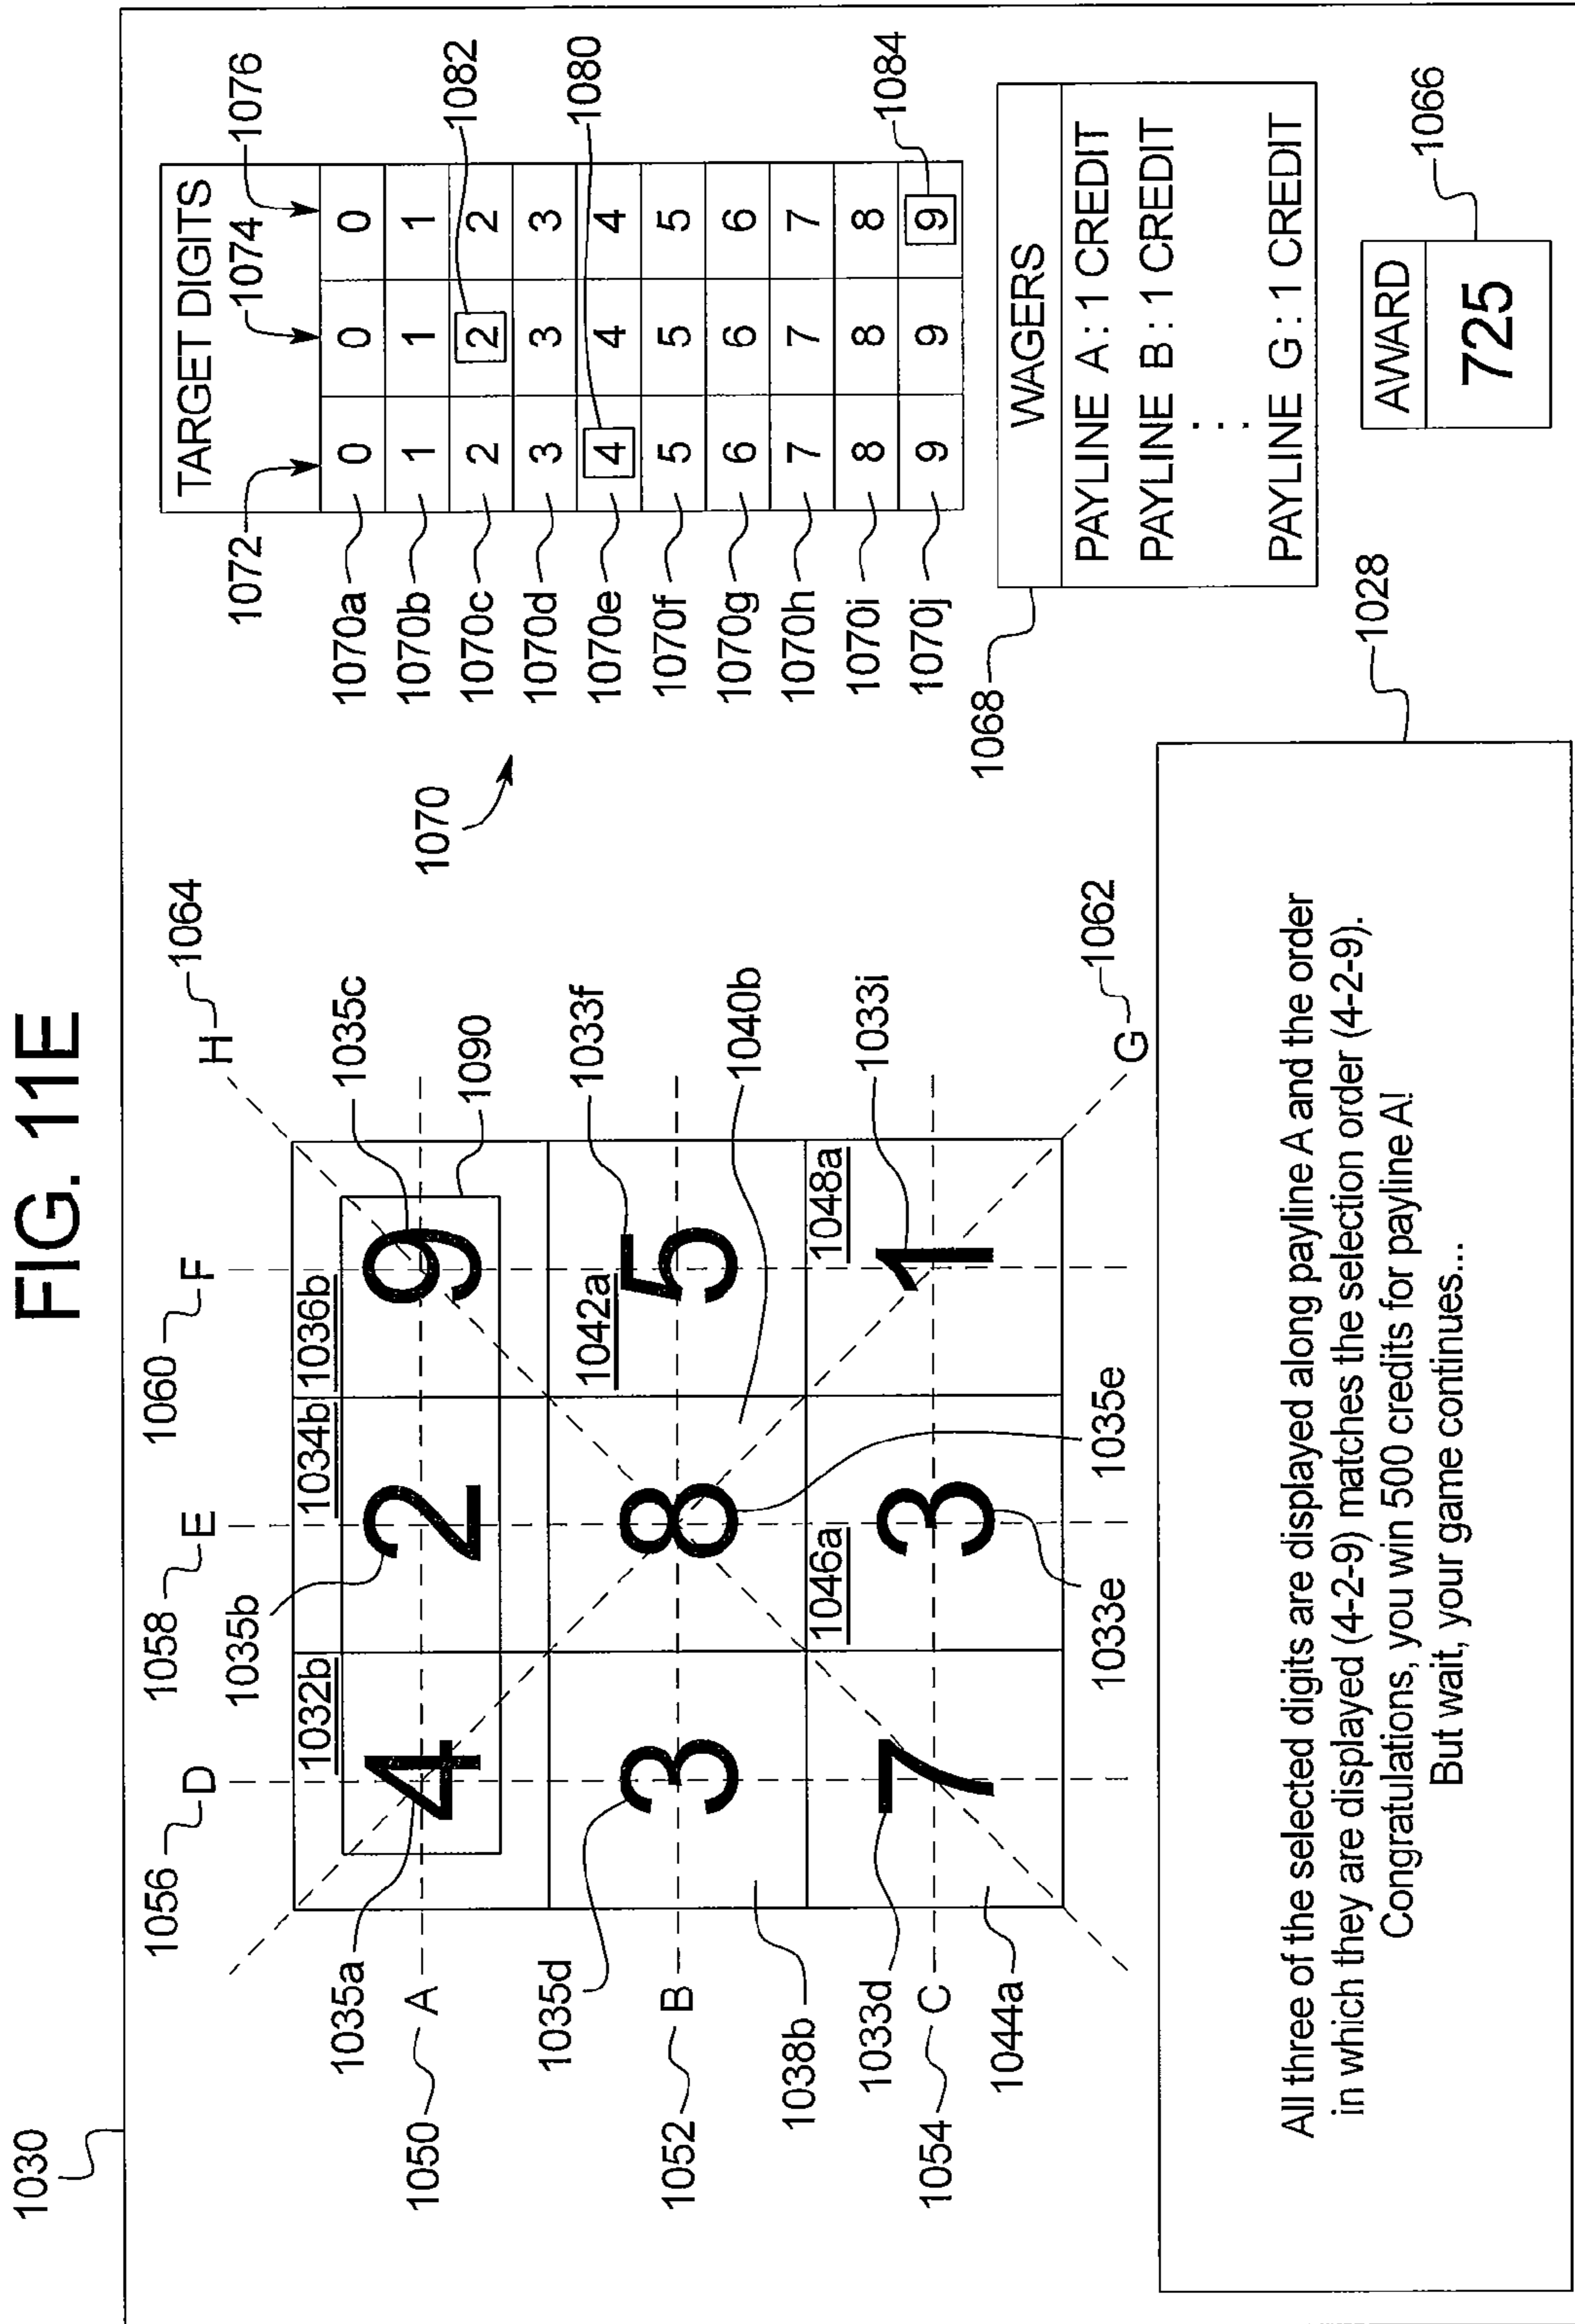 FIG. 11E
1030
1056 D
1058 E
1060 F
H 1064
1035b
1035a
1032b
1034b
1036b
4 2 9
1035c
1090
1050 A
1035d
1042a
3 8 5
1033f
1052 B
1038b
1040b
1033d
1046a
1048a
7 3 1
1033i
1054 C
1044a
1033e
1035e
G 1062
1070
TARGET DIGITS
1072
1074
1076
1070a 0 0 0
1070b 1 1 1
1070c 2 2 2
1082
1070d 3 3 3
1070e 4 4 4
1080
1070f 5 5 5
1070g 6 6 6
1070h 7 7 7
1070i 8 8 8
1070j 9 9 9
1084
1068
WAGERS
PAYLINE A : 1 CREDIT
PAYLINE B : 1 CREDIT
⋮
PAYLINE G : 1 CREDIT
AWARD
725
1066
1028
All three of the selected digits are displayed along payline A and the order
in which they are displayed (4-2-9) matches the selection order (4-2-9).
Congratulations, you win 500 credits for payline A!
But wait, your game continues...